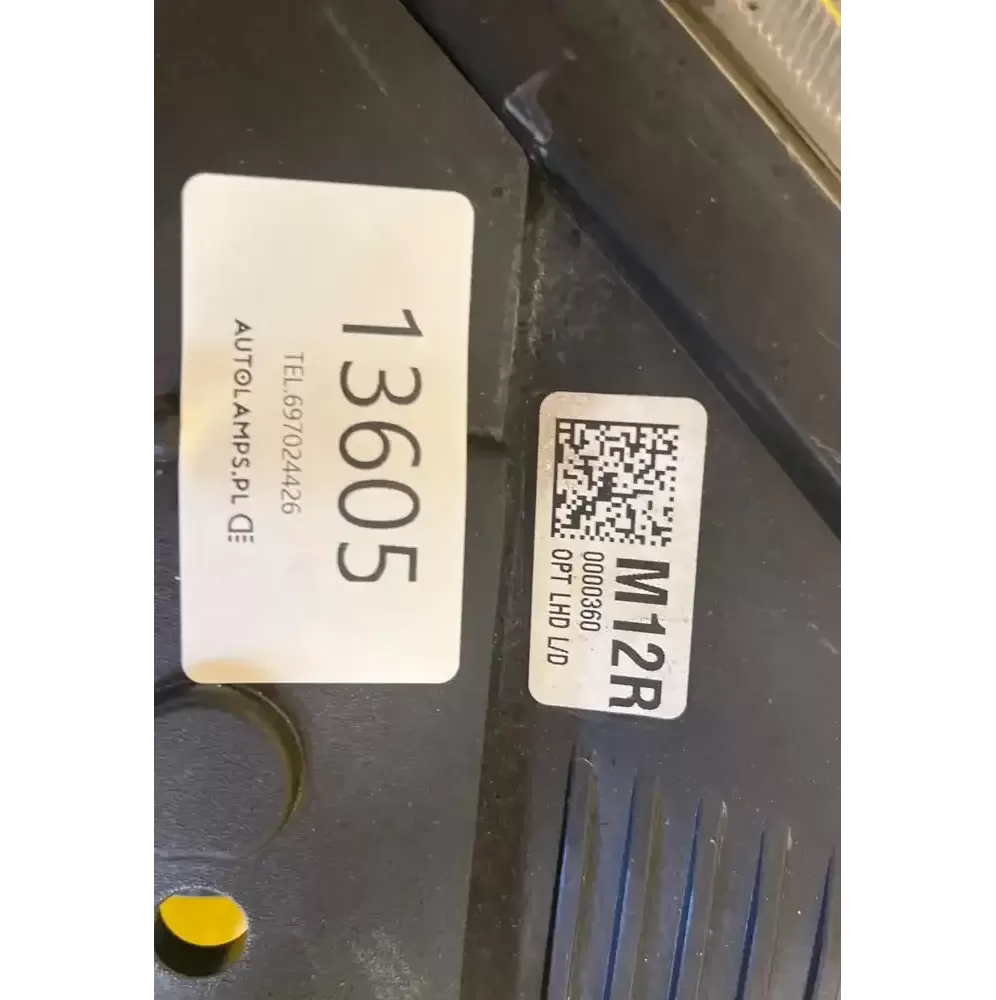 13605
TEL.697024426
AUTOLAMPS.PL
M12R
0000360
OPT LHD L/D